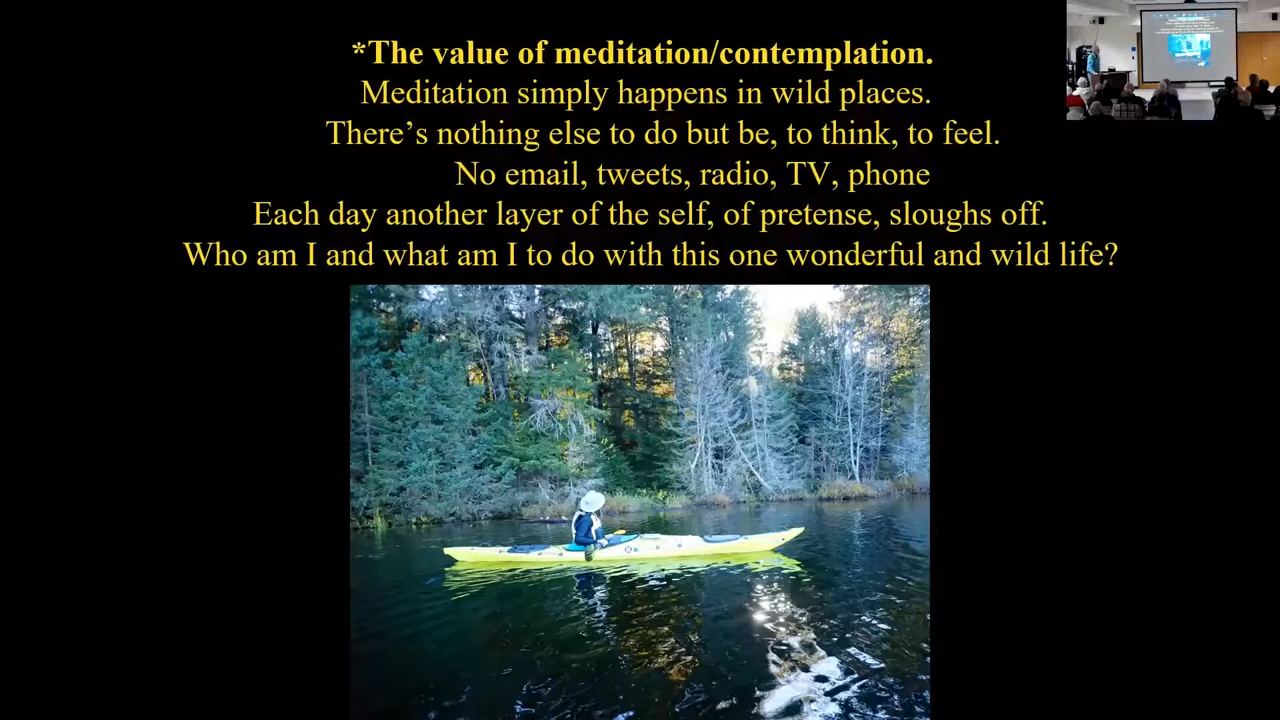 *The value of meditation/contemplation.
Meditation simply happens in wild places.
There’s nothing else to do but be, to think, to feel.
No email, tweets, radio, TV, phone
Each day another layer of the self, of pretense, sloughs off.
Who am I and what am I to do with this one wonderful and wild life?